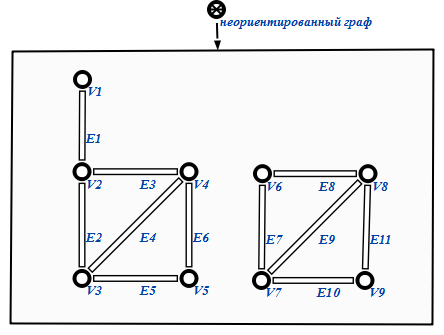 неориентированный граф
V1
E1
V2 E3 V4 V6 E8 V8
E2 E4 E6 E7 E9 E11
V3 E5 V5 V7 E10 V9